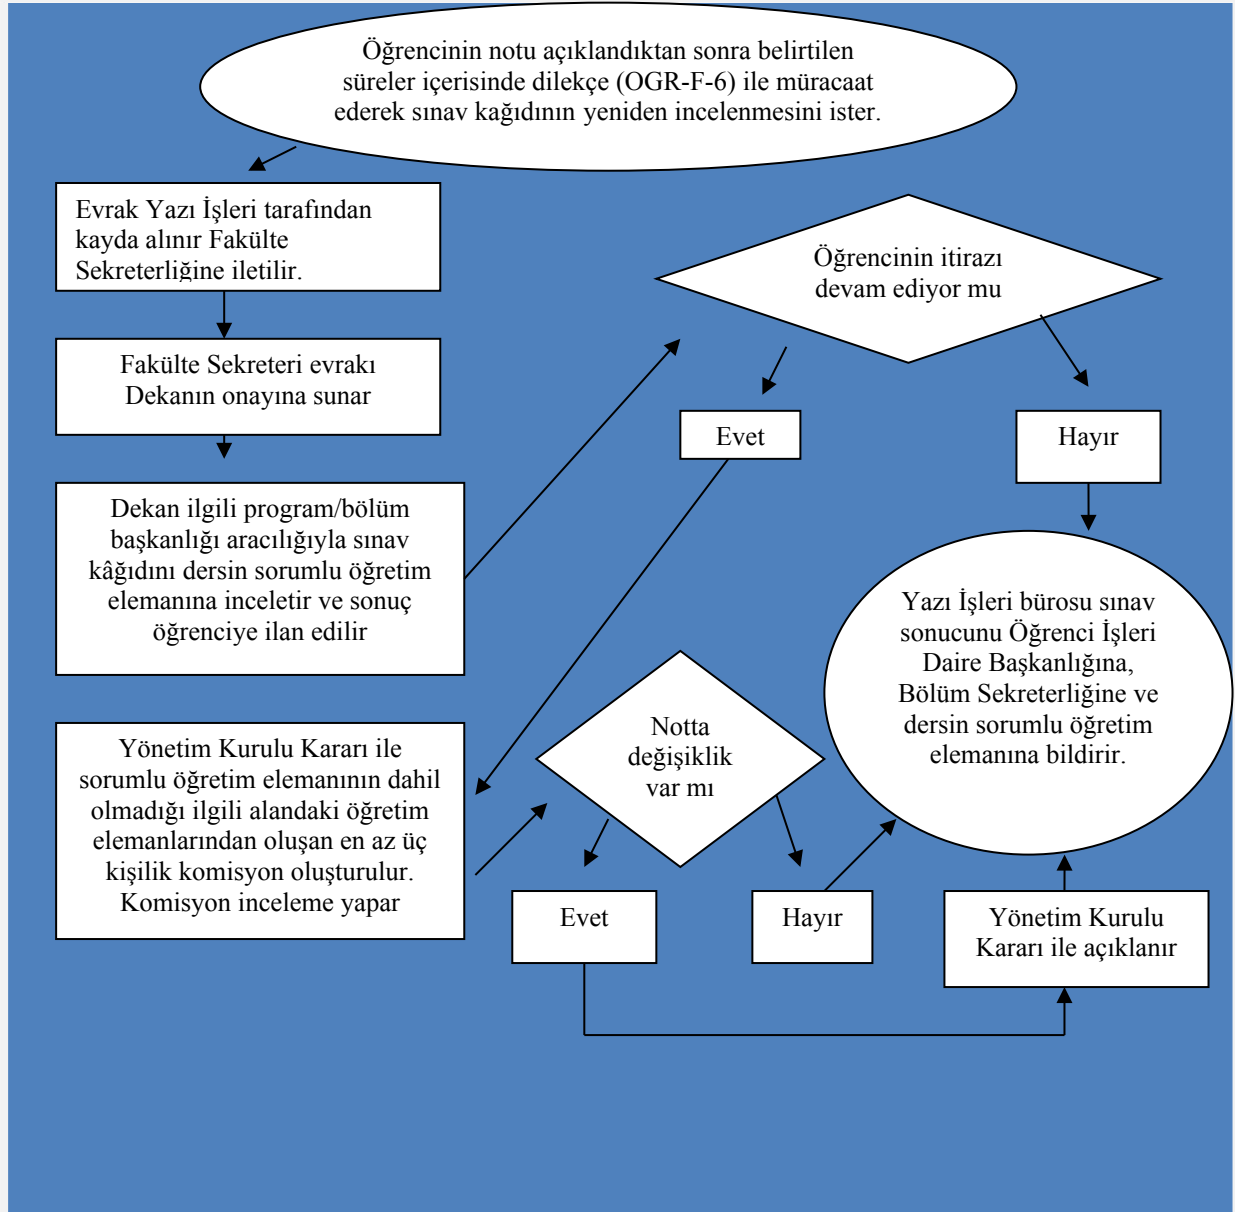 Öğrencinin notu açıklandıktan sonra belirtilen
süreler içerisinde dilekçe (OGR-F-6) ile müracaat
ederek sınav kağıdının yeniden incelenmesini ister.
Evrak Yazı İşleri tarafından
kayda alınır Fakülte
Sekreterliğine iletilir.
Fakülte Sekreteri evrakı
Dekanın onayına sunar
Dekan ilgili program/bölüm
başkanlığı aracılığıyla sınav
kâğıdını dersin sorumlu öğretim
elemanına inceletir ve sonuç
öğrenciye ilan edilir
Öğrencinin itirazı
devam ediyor mu
Evet
Hayır
Yönetim Kurulu Kararı ile
sorumlu öğretim elemanının dahil
olmadığı ilgili alandaki öğretim
elemanlarından oluşan en az üç
kişilik komisyon oluşturulur.
Komisyon inceleme yapar
Notta
değişiklik
var mı
Evet
Hayır
Yönetim Kurulu
Kararı ile açıklanır
Yazı İşleri bürosu sınav
sonucunu Öğrenci İşleri
Daire Başkanlığına,
Bölüm Sekreterliğine ve
dersin sorumlu öğretim
elemanına bildirir.